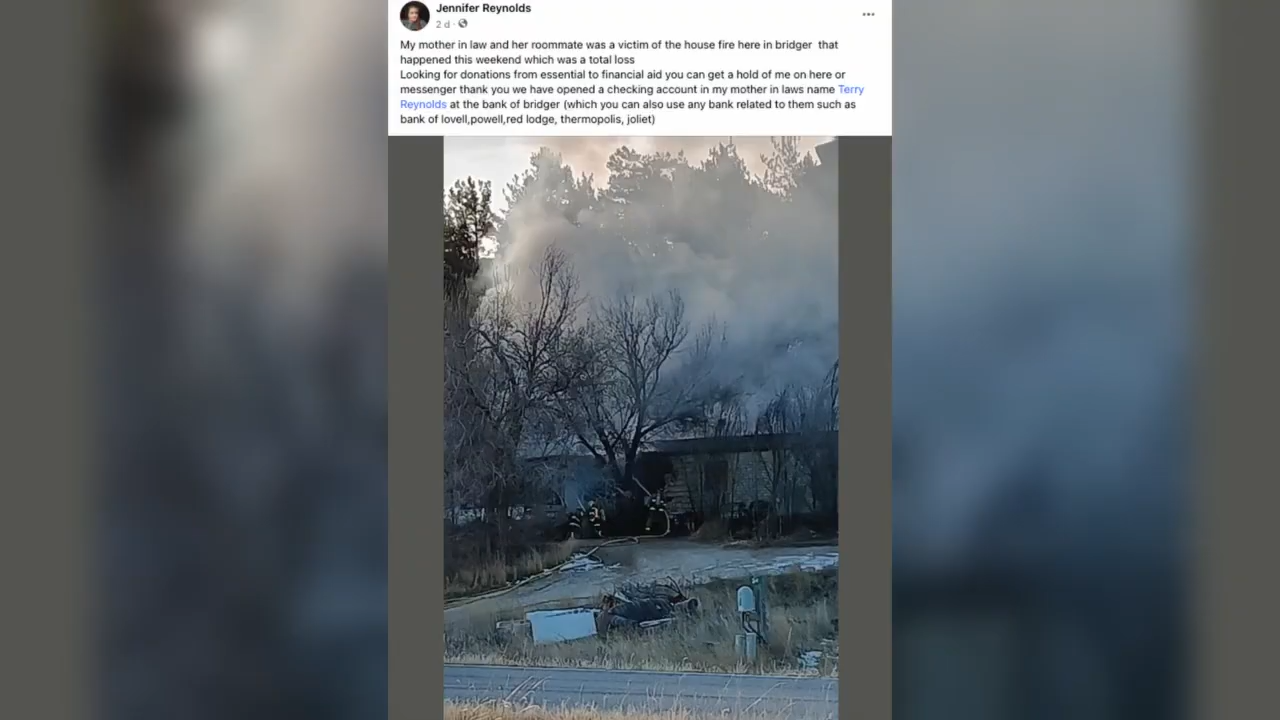 Jennifer Reynolds
2 d ·
My mother in law and her roommate was a victim of the house fire here in bridger that
happened this weekend which was a total loss
Looking for donations from essential to financial aid you can get a hold of me on here or
messenger thank you we have opened a checking account in my mother in laws name Terry
Reynolds at the bank of bridger (which you can also use any bank related to them such as
bank of lovell,powell,red lodge, thermopolis, joliet)